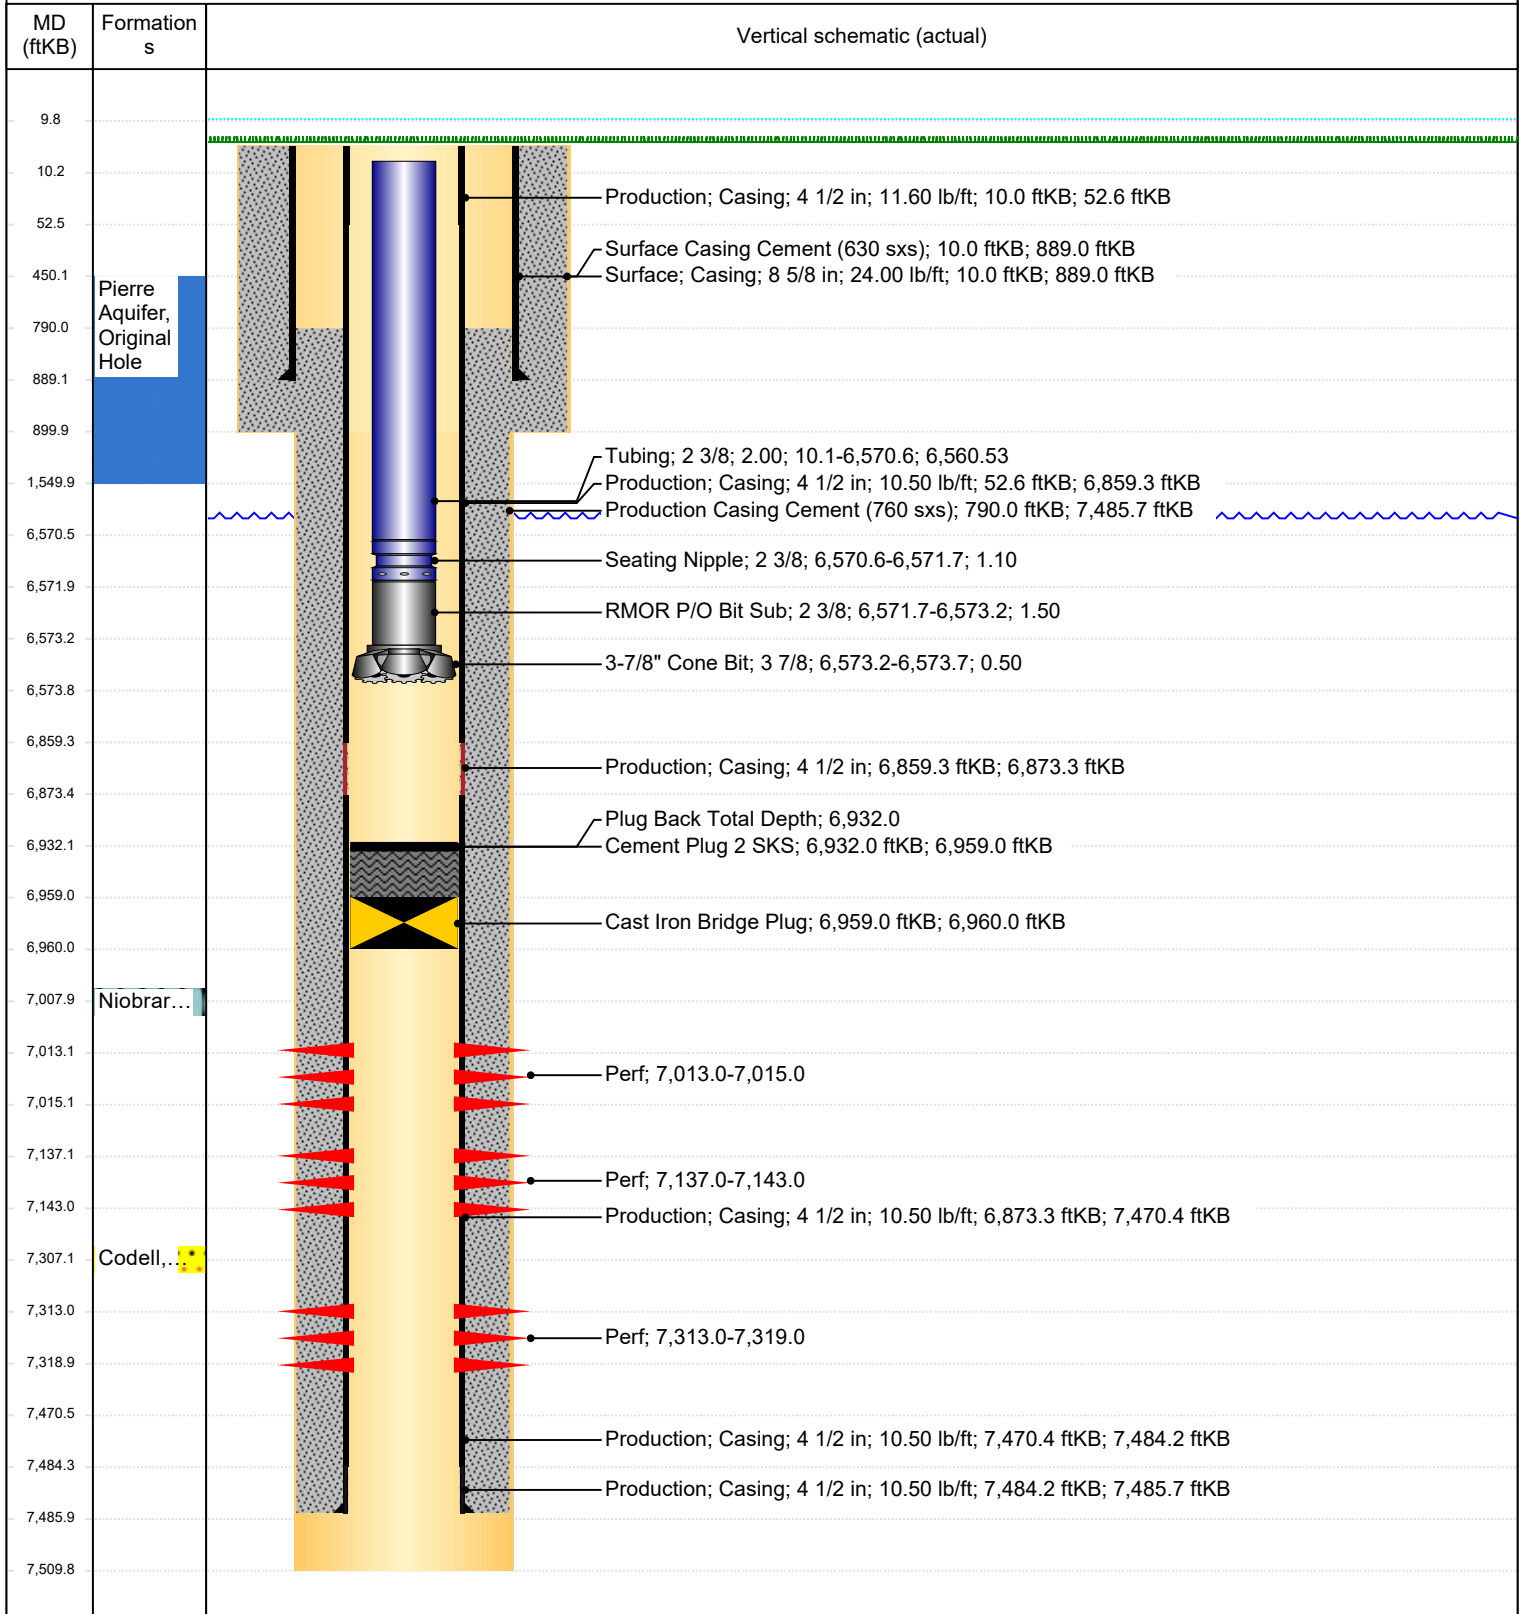 MD
(ftKB)
Formation
s
Vertical schematic (actual)
9.8
10.2
Production; Casing; 4 1/2 in; 11.60 lb/ft; 10.0 ftKB; 52.6 ftKB
52.5
Surface Casing Cement (630 sxs); 10.0 ftKB; 889.0 ftKB
450.1
Surface; Casing; 8 5/8 in; 24.00 lb/ft; 10.0 ftKB; 889.0 ftKB
Pierre
Aquifer,
Original
Hole
790.0
889.1
899.9
Tubing; 2 3/8; 2.00; 10.1-6,570.6; 6,560.53
1,549.9
Production; Casing; 4 1/2 in; 10.50 lb/ft; 52.6 ftKB; 6,859.3 ftKB
Production Casing Cement (760 sxs); 790.0 ftKB; 7,485.7 ftKB
6,570.5
Seating Nipple; 2 3/8; 6,570.6-6,571.7; 1.10
6,571.9
RMOR P/O Bit Sub; 2 3/8; 6,571.7-6,573.2; 1.50
6,573.2
3-7/8" Cone Bit; 3 7/8; 6,573.2-6,573.7; 0.50
6,573.8
6,859.3
Production; Casing; 4 1/2 in; 6,859.3 ftKB; 6,873.3 ftKB
6,873.4
Plug Back Total Depth; 6,932.0
6,932.1
Cement Plug 2 SKS; 6,932.0 ftKB; 6,959.0 ftKB
6,959.0
Cast Iron Bridge Plug; 6,959.0 ftKB; 6,960.0 ftKB
6,960.0
7,007.9
Niobrar...
7,013.1
Perf; 7,013.0-7,015.0
7,015.1
7,137.1
Perf; 7,137.0-7,143.0
7,143.0
Production; Casing; 4 1/2 in; 10.50 lb/ft; 6,873.3 ftKB; 7,470.4 ftKB
7,307.1
Codell,...
7,313.0
Perf; 7,313.0-7,319.0
7,318.9
7,470.5
Production; Casing; 4 1/2 in; 10.50 lb/ft; 7,470.4 ftKB; 7,484.2 ftKB
7,484.3
Production; Casing; 4 1/2 in; 10.50 lb/ft; 7,484.2 ftKB; 7,485.7 ftKB
7,485.9
7,509.8